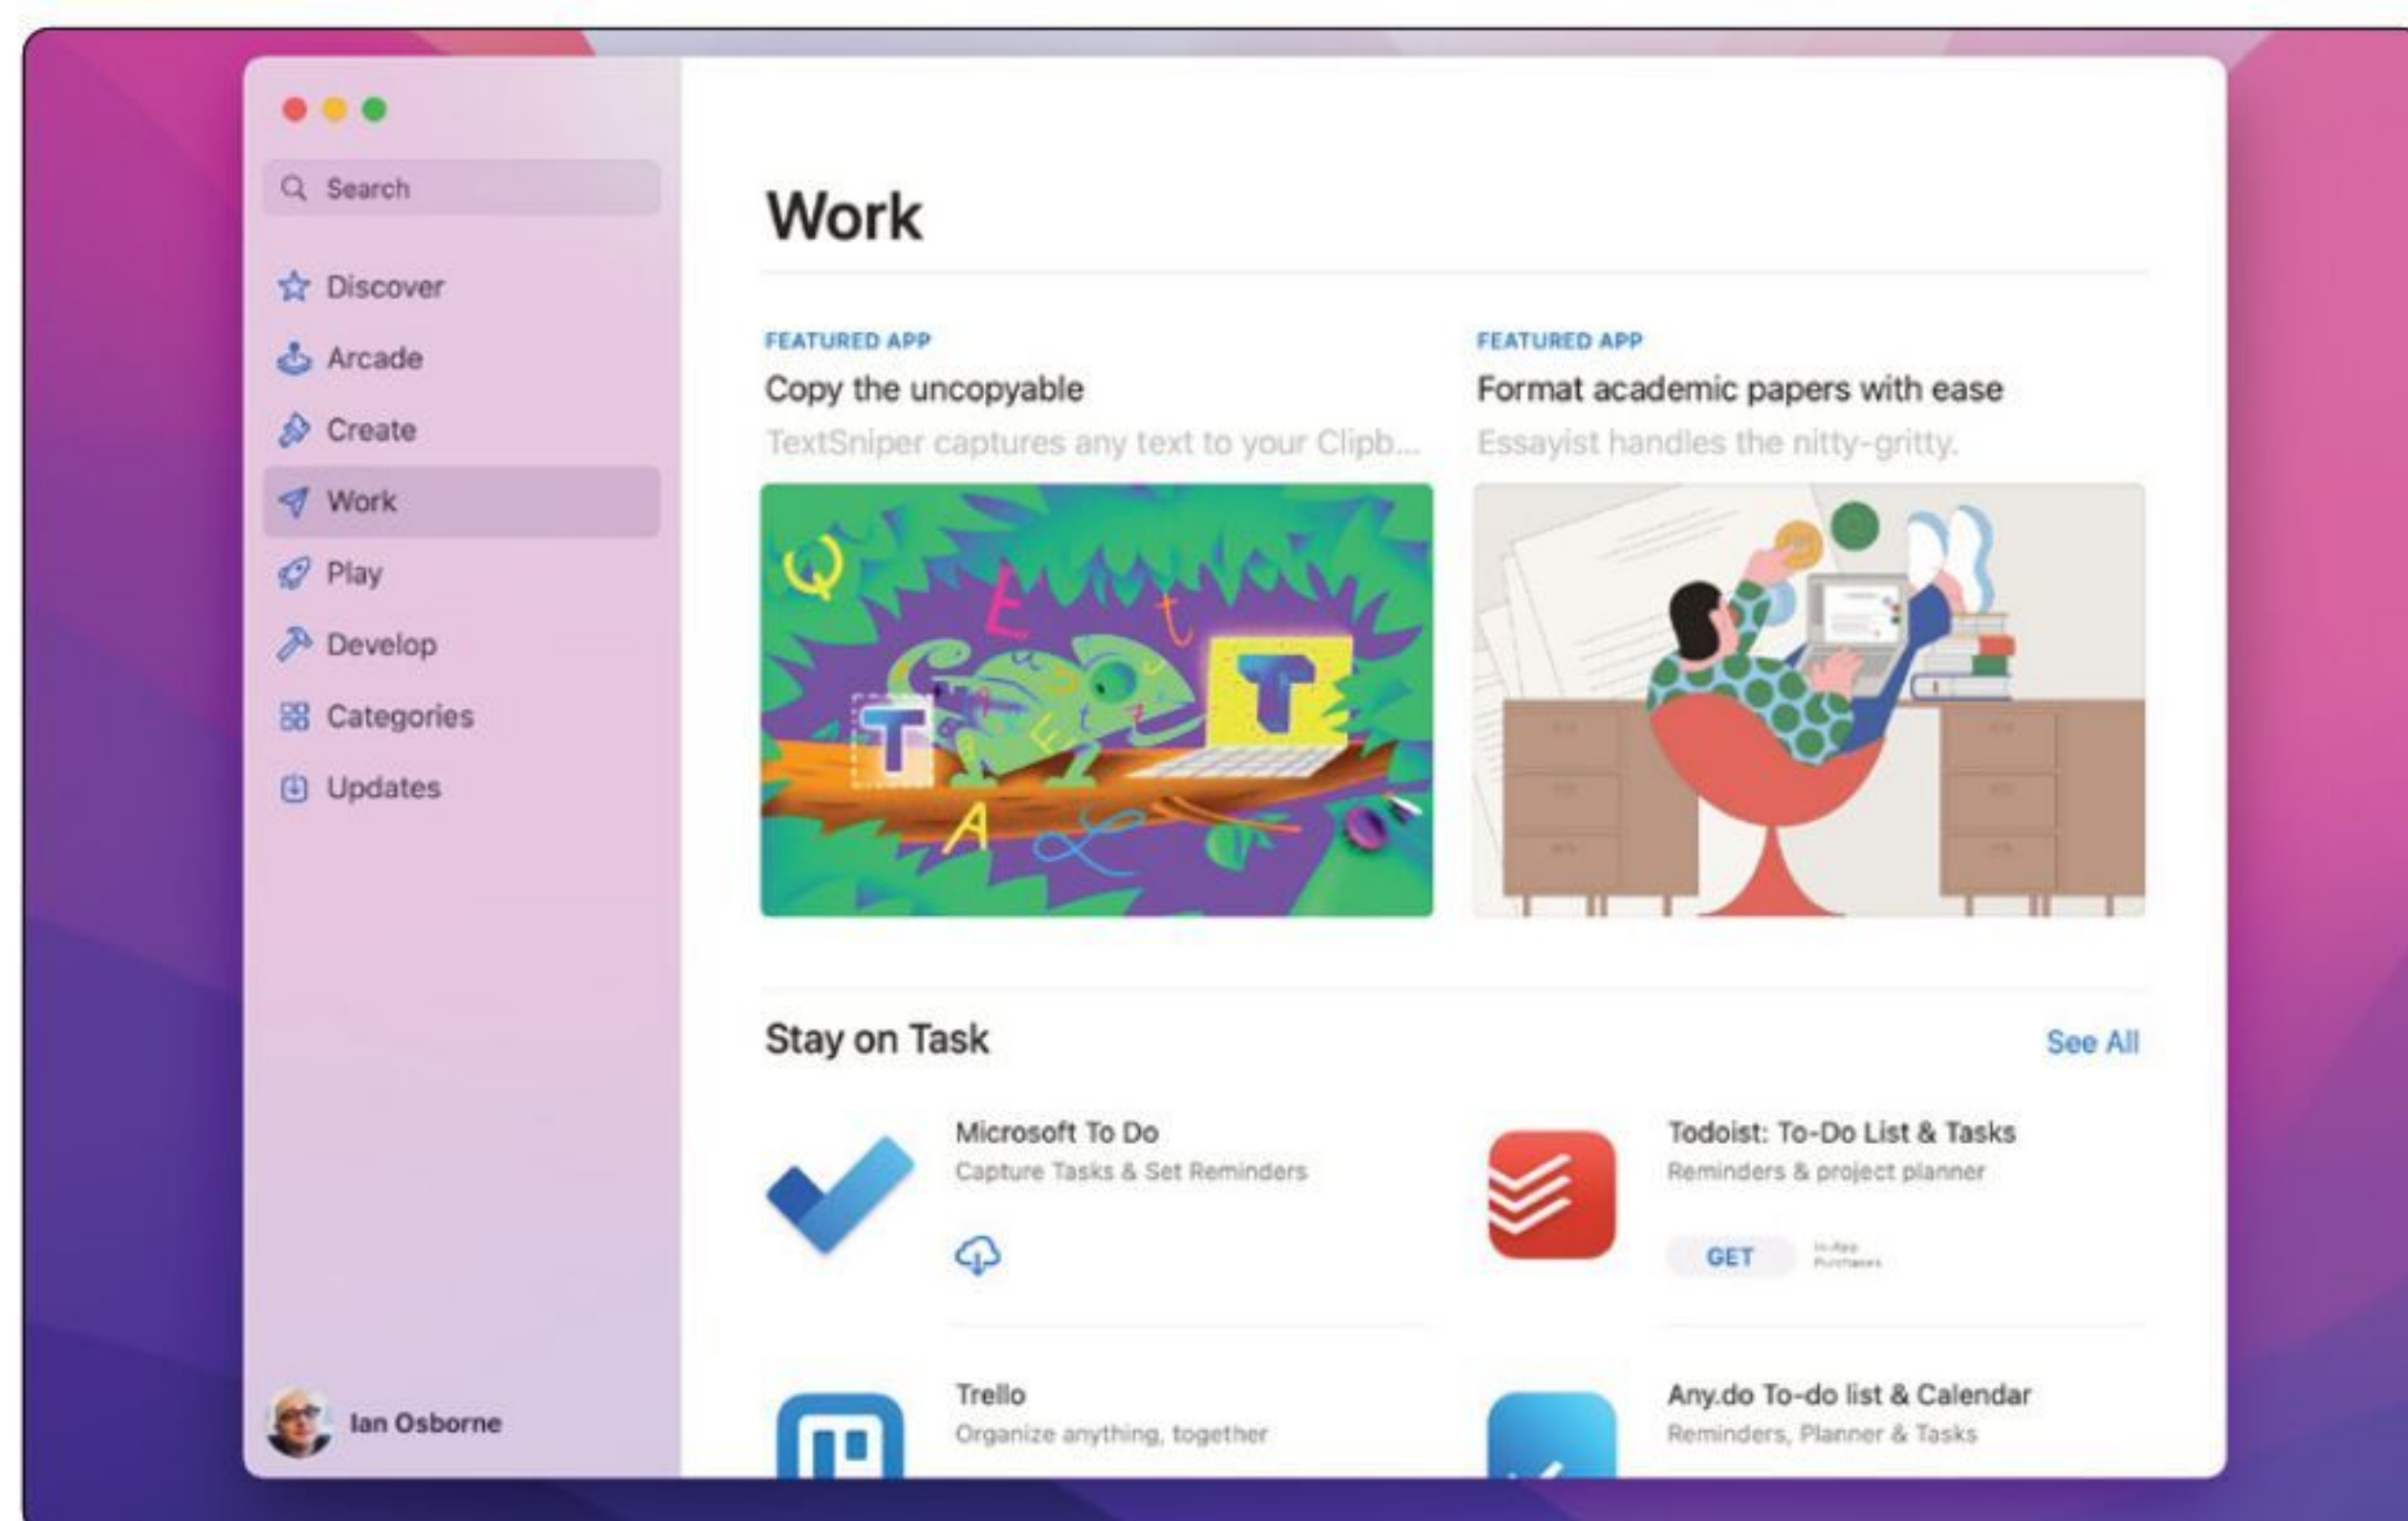 Search
Discover
Arcade
Create
Work
Play
Develop
Categories
Updates
Ian Osborne
Work
FEATURED APP
Copy the uncopyable
TextSniper captures any text to your Clipb...
Q
E
t
T
T
A
FEATURED APP
Format academic papers with ease
Essayist handles the nitty-gritty.
Stay on Task
See All
Microsoft To Do
Capture Tasks & Set Reminders
Todoist: To-Do List & Tasks
Reminders & project planner
GET
In-App
Purchases
Trello
Organize anything, together
Any.do To-do list & Calendar
Reminders, Planner & Tasks